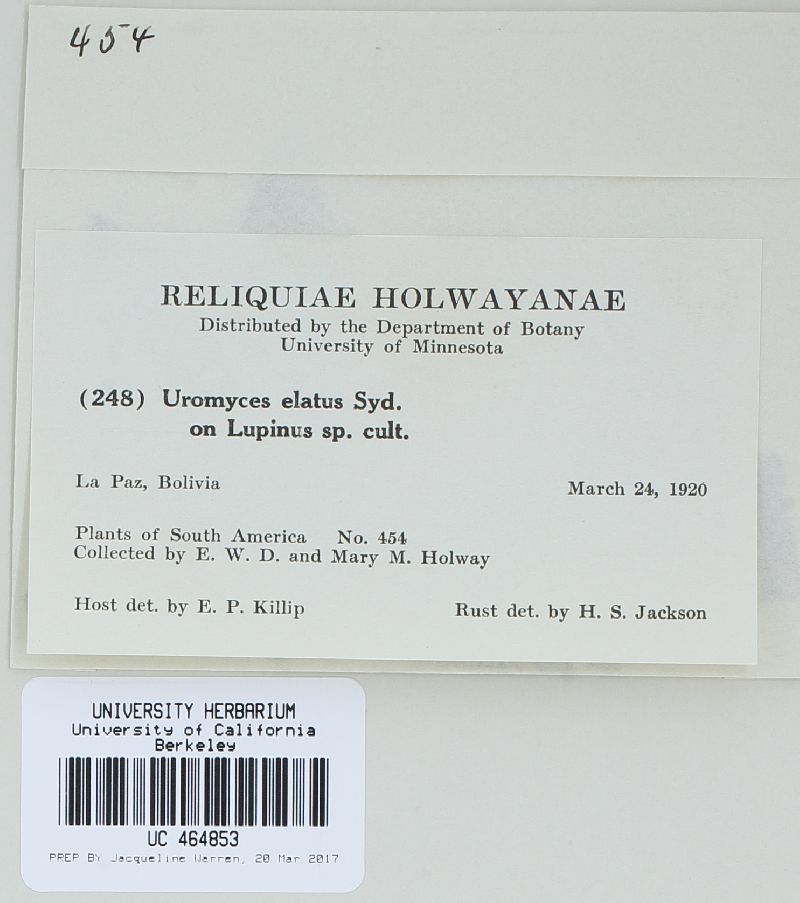 454
RELIQUIAE HOLWAYANAE
Distributed by the Department of Botany
University of Minnesota
(248) Uromyces elatus Syd.
on Lupinus sp. cult.
La Paz, Bolivia March 24, 1920
Plants of South America No. 454
Collected by E. W. D. and Mary M. Holway
Host det. by E. P. Killip Rust det. by H. S. Jackson
UNIVERSITY HERBARIUM
University of California
Berkeley
UC 464853
PREP BY Jacqueline Warren, 20 Mar 2017